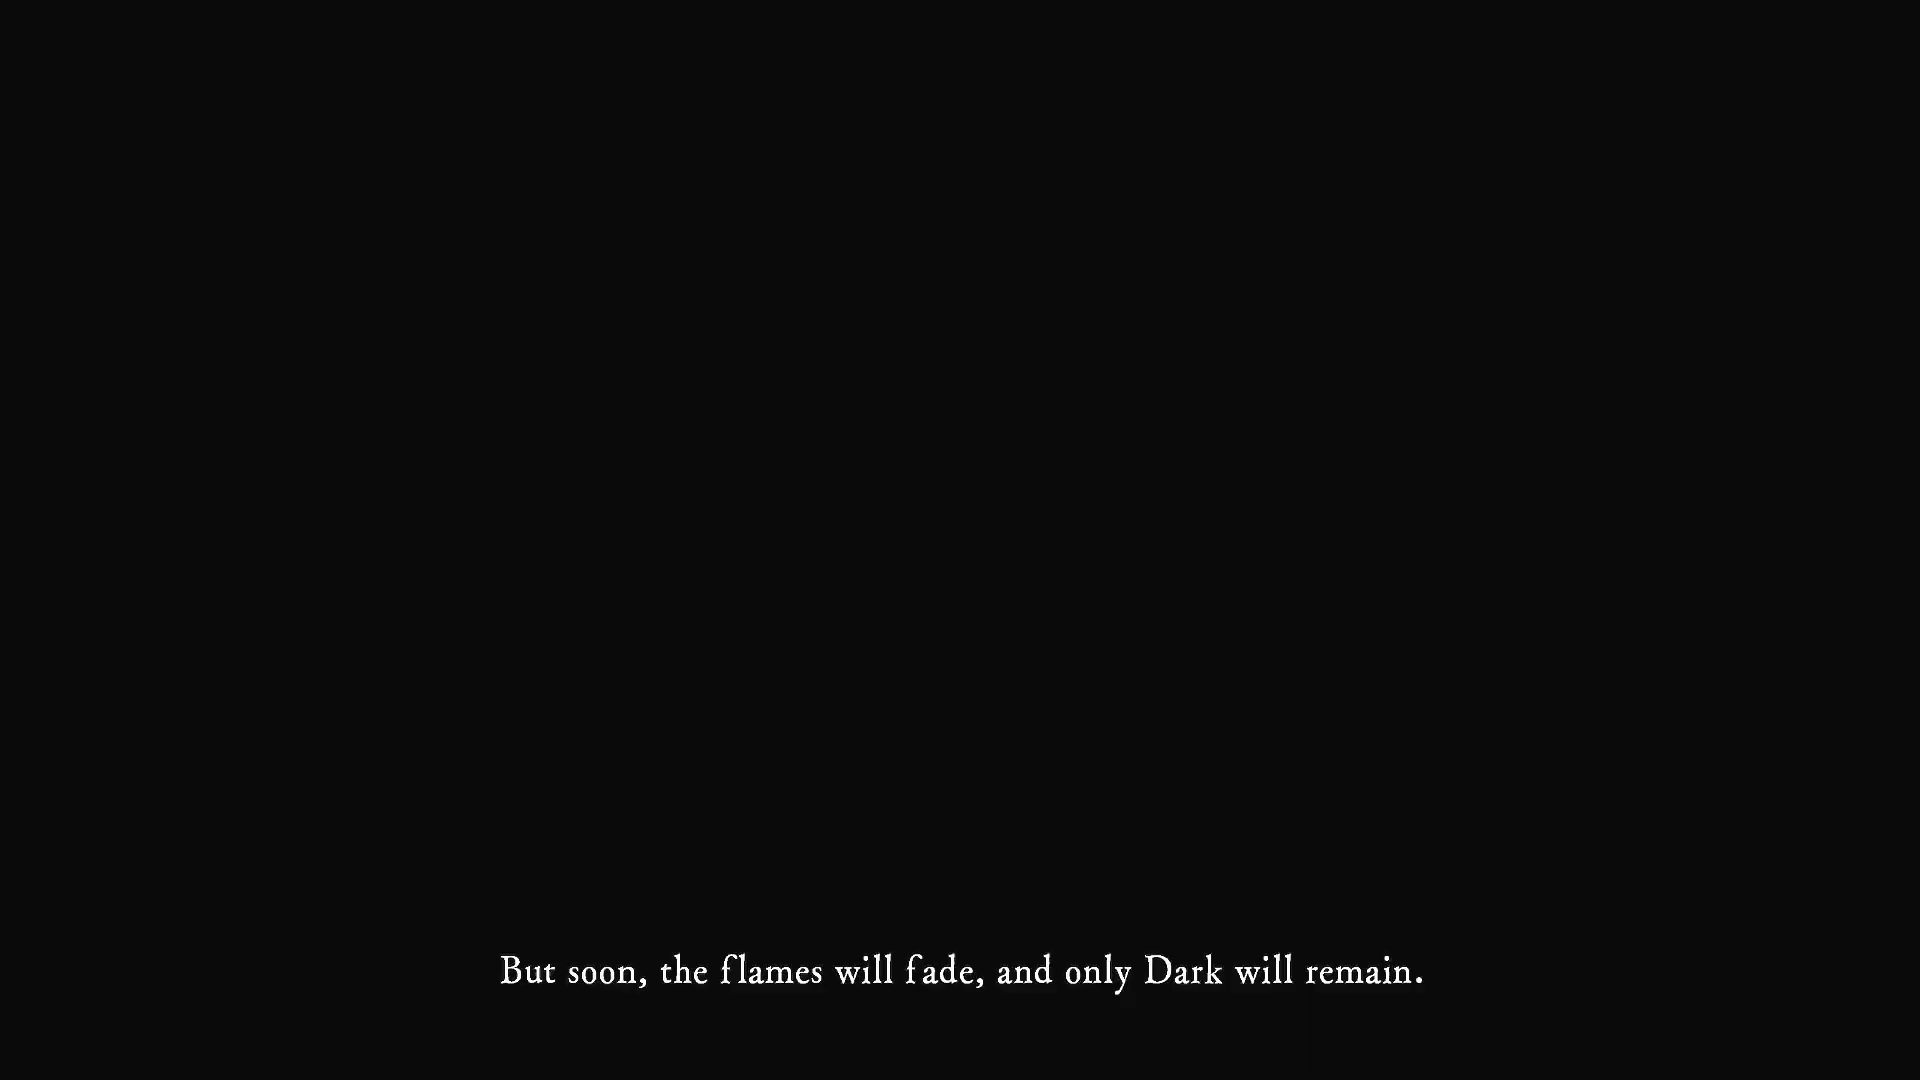 But soon, the flames will fade, and only Dark will remain.